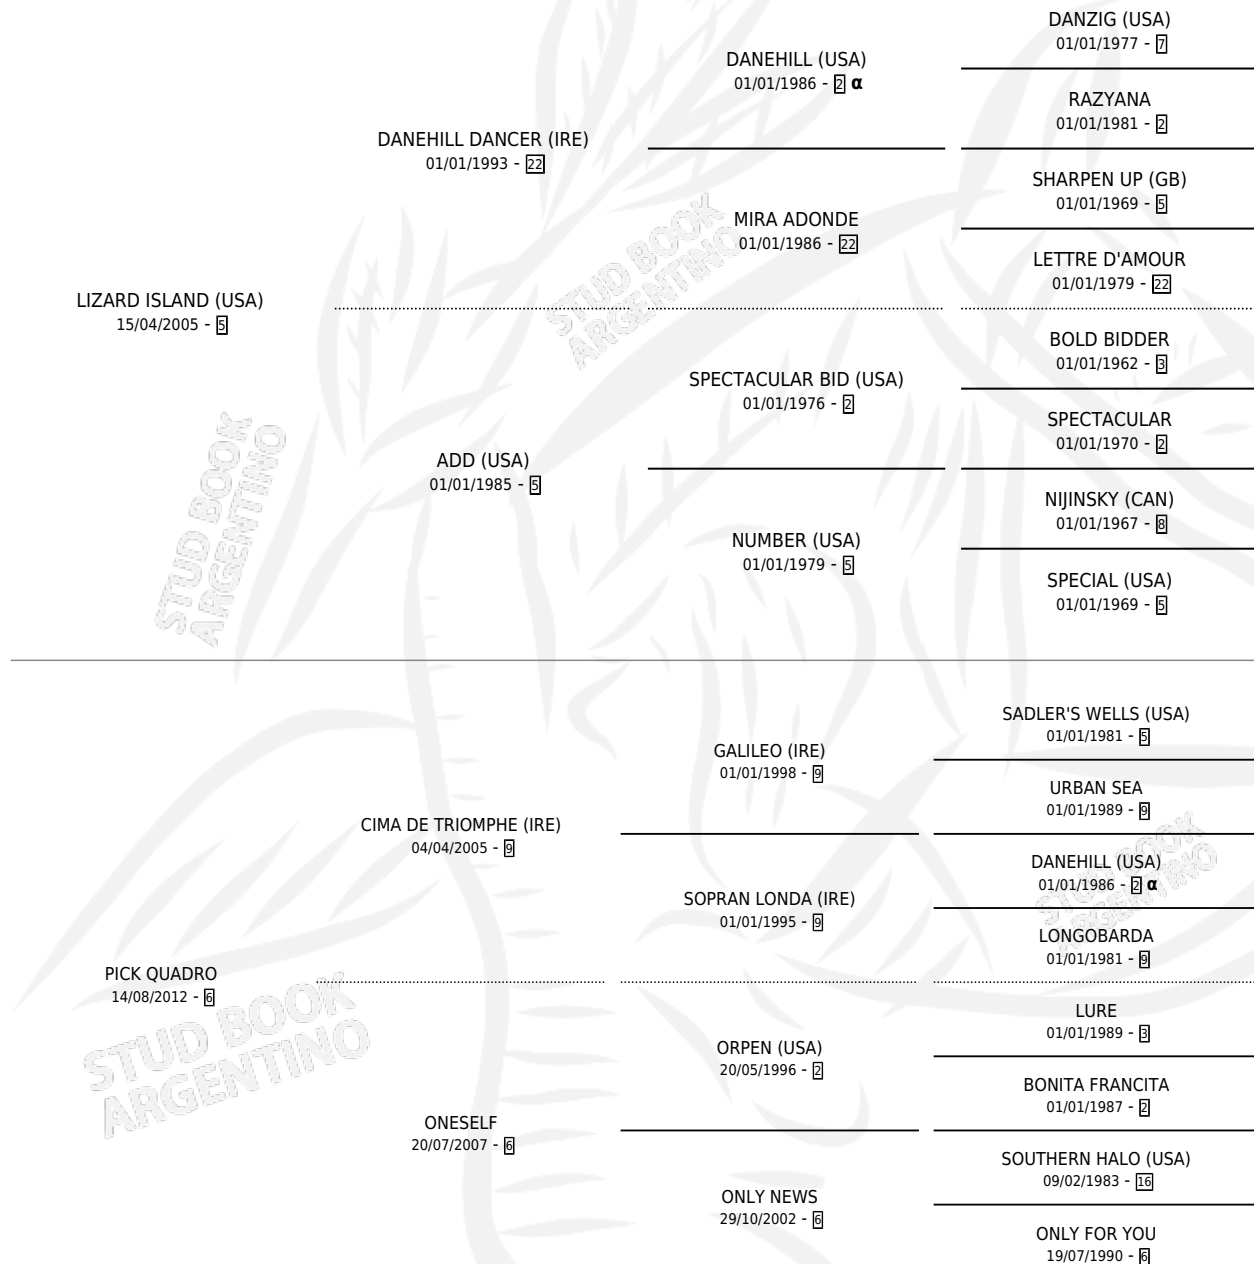 DANZIG (USA)
01/01/1977 - 7
DANEHILL (USA)
01/01/1986 - 2 α
RAZYANA
01/01/1981 - 2
DANEHILL DANCER (IRE)
01/01/1993 - 22
SHARPEN UP (GB)
01/01/1969 - 5
MIRA ADONDE
01/01/1986 - 22
LETTRE D'AMOUR
01/01/1979 - 22
LIZARD ISLAND (USA)
15/04/2005 - 5
BOLD BIDDER
01/01/1962 - 3
SPECTACULAR BID (USA)
01/01/1976 - 2
SPECTACULAR
01/01/1970 - 2
ADD (USA)
01/01/1985 - 5
NIJINSKY (CAN)
01/01/1967 - 8
NUMBER (USA)
01/01/1979 - 5
SPECIAL (USA)
01/01/1969 - 5
SADLER'S WELLS (USA)
01/01/1981 - 5
GALILEO (IRE)
01/01/1998 - 9
URBAN SEA
01/01/1989 - 9
CIMA DE TRIOMPHE (IRE)
04/04/2005 - 9
DANEHILL (USA)
01/01/1986 - 2 α
SOPRAN LONDA (IRE)
01/01/1995 - 9
LONGOBARDA
01/01/1981 - 9
PICK QUADRO
14/08/2012 - 6
LURE
01/01/1989 - 3
ORPEN (USA)
20/05/1996 - 2
BONITA FRANCITA
01/01/1987 - 2
ONESELF
20/07/2007 - 6
SOUTHERN HALO (USA)
09/02/1983 - 16
ONLY NEWS
29/10/2002 - 6
ONLY FOR YOU
19/07/1990 - 6
STUD BOOK
ARGENTINO
STUD BOOK
ARGENTINO
STUD BOOK
ARGENTINO
STUD BOOK
ARGENTINO